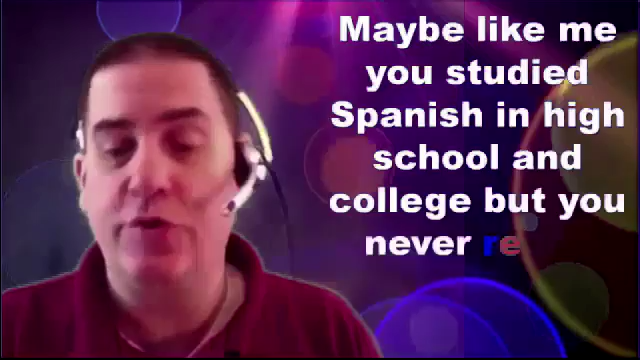 Maybe like me
you studied
Spanish in high
school and
college but you
never re